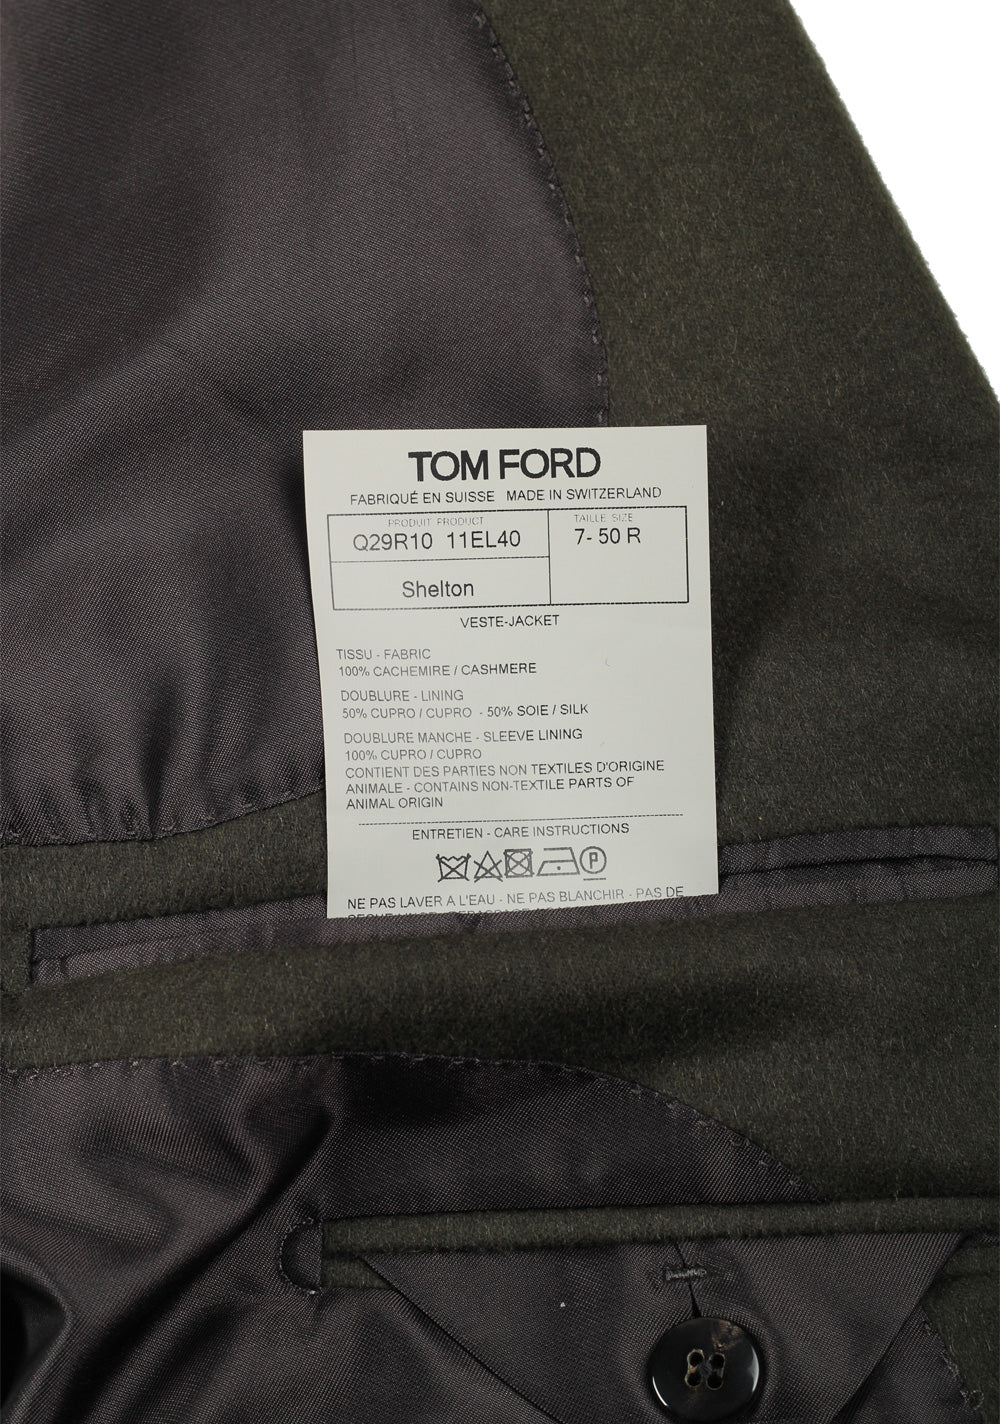 TOM FORD
FABRIQUÉ EN SUISSE MADE IN SWITZERLAND
PRODUIT PRODUCT
TAILLE SIZE
Q29R10 11EL40
7- 50 R
Shelton
VESTE-JACKET
TISSU - FABRIC
100% CACHEMIRE / CASHMERE
DOUBLURE - LINING
50% CUPRO / CUPRO - 50% SOIE / SILK
DOUBLURE MANCHE - SLEEVE LINING
100% CUPRO / CUPRO
CONTIENT DES PARTIES NON TEXTILES D'ORIGINE
ANIMALE - CONTAINS NON-TEXTILE PARTS OF
ANIMAL ORIGIN
ENTRETIEN - CARE INSTRUCTIONS
P
NE PAS LAVER A L'EAU - NE PAS BLANCHIR - PAS DE